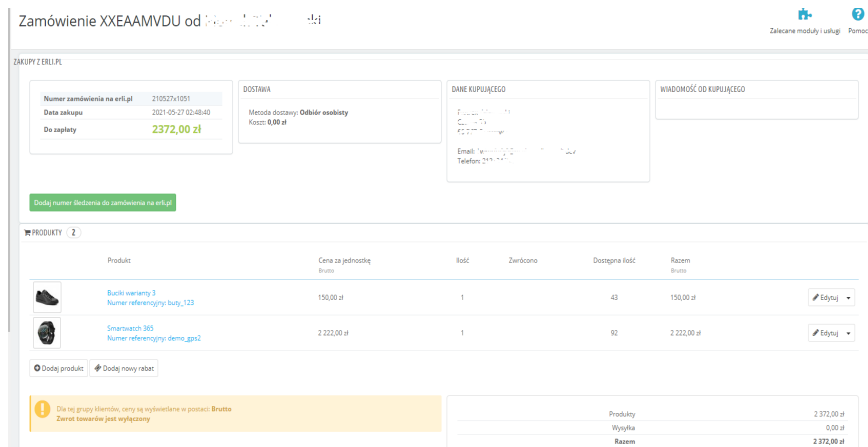 Zamówienie XXEAAMVDU od
Zalecane moduły i usługi
Pomoc
ZAKUPY Z ERLI.PL
Numer zamówienia na erli.pl 210527x1051
Data zakupu 2021-05-27 02:48:40
Do zapłaty 2372,00 zł
DOSTAWA
Metoda dostawy: Odbiór osobisty
Koszt: 0,00 zł
DANE KUPUJĄCEGO
Email:
Telefon:
WIADOMOŚĆ OD KUPUJĄCEGO
Dodaj numer śledzenia do zamówienia na erli.pl
PRODUKTY 2
Produkt Cena za jednostkę Ilość Zwrócono Dostępna ilość Razem
Brutto Brutto
Buciki warianty 3 150,00 zł 1 43 150,00 zł Edytuj
Numer referencyjny: buty_123
Smartwatch 365 2 222,00 zł 1 92 2 222,00 zł Edytuj
Numer referencyjny: demo_gps2
Dodaj produkt Dodaj nowy rabat
Dla tej grupy klientów, ceny są wyświetlane w postaci: Brutto
Zwrot towarów jest wyłączony
Produkty 2 372,00 zł
Wysyłka 0,00 zł
Razem 2 372,00 zł